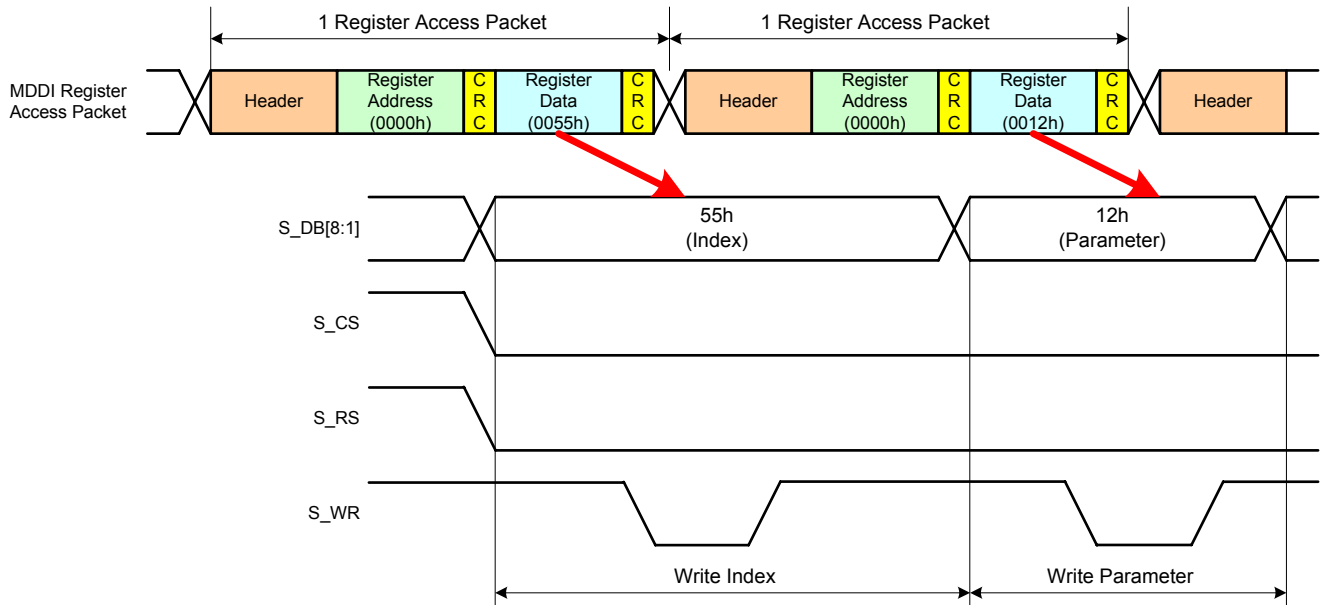 1 Register Access Packet
1 Register Access Packet
MDDI Register
Access Packet
Header
Register
Address
(0000h)
C
R
C
Register
Data
(0055h)
C
R
C
Header
Register
Address
(0000h)
C
R
C
Register
Data
(0012h)
C
R
C
Header
S_DB[8:1]
55h
(Index)
12h
(Parameter)
S_CS
S_RS
S_WR
Write Index
Write Parameter